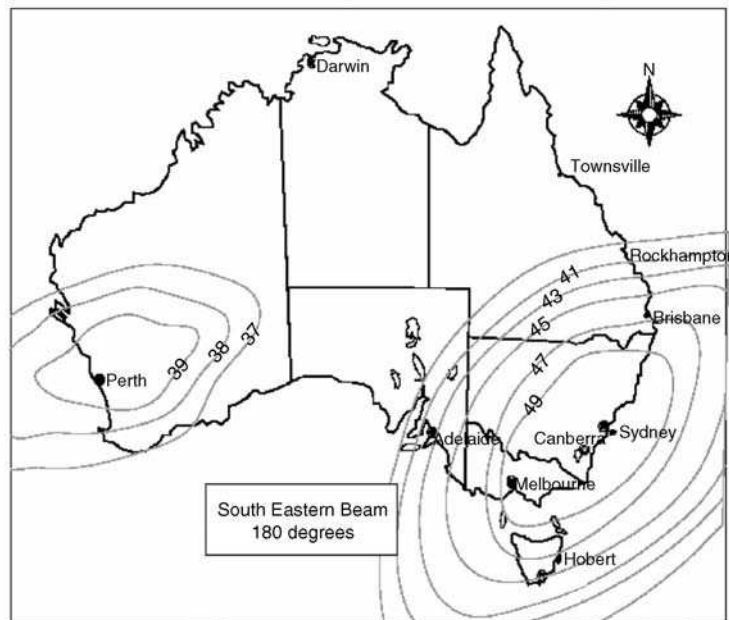 Darwin
N
Townsville
Rockhampton
41
43
Brisbane
45
37
38
39
47
Perth
49
Adelaide
Canberra
Sydney
Melbourne
South Eastern Beam
180 degrees
Hobert